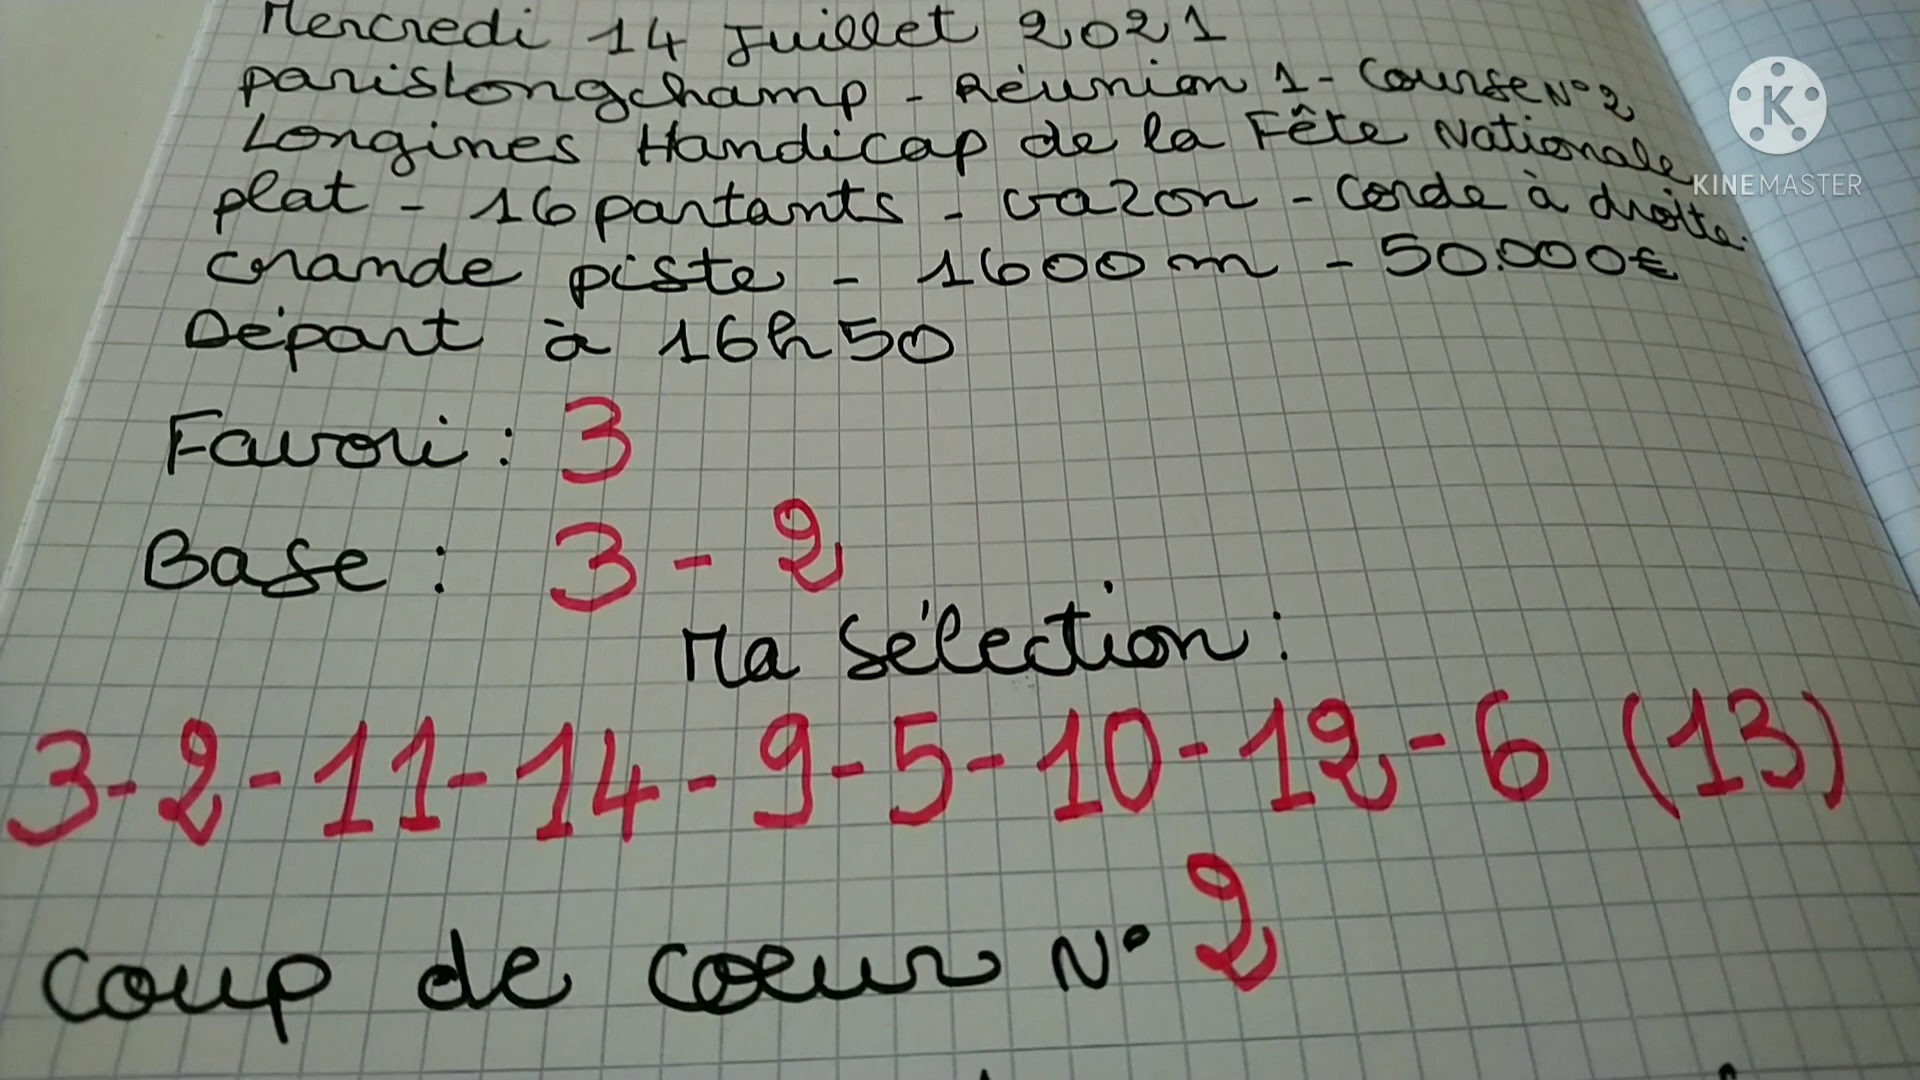 Mercredi 14 Juillet 2021
parisLongchamp - Réunion 1 - Course N° 2
Longines Handicap de la Fête Nationale
plat - 16 partants - Gazon - Corde à droite.
Grande piste - 1600 m - 50.000€
Départ à 16h50
Favori : 3
Base : 3 - 2
Ma Sélection :
3 - 2 - 11 - 14 - 9 - 5 - 10 - 12 - 6 (13)
Coup de coeur N° 2
K
KINEMASTER